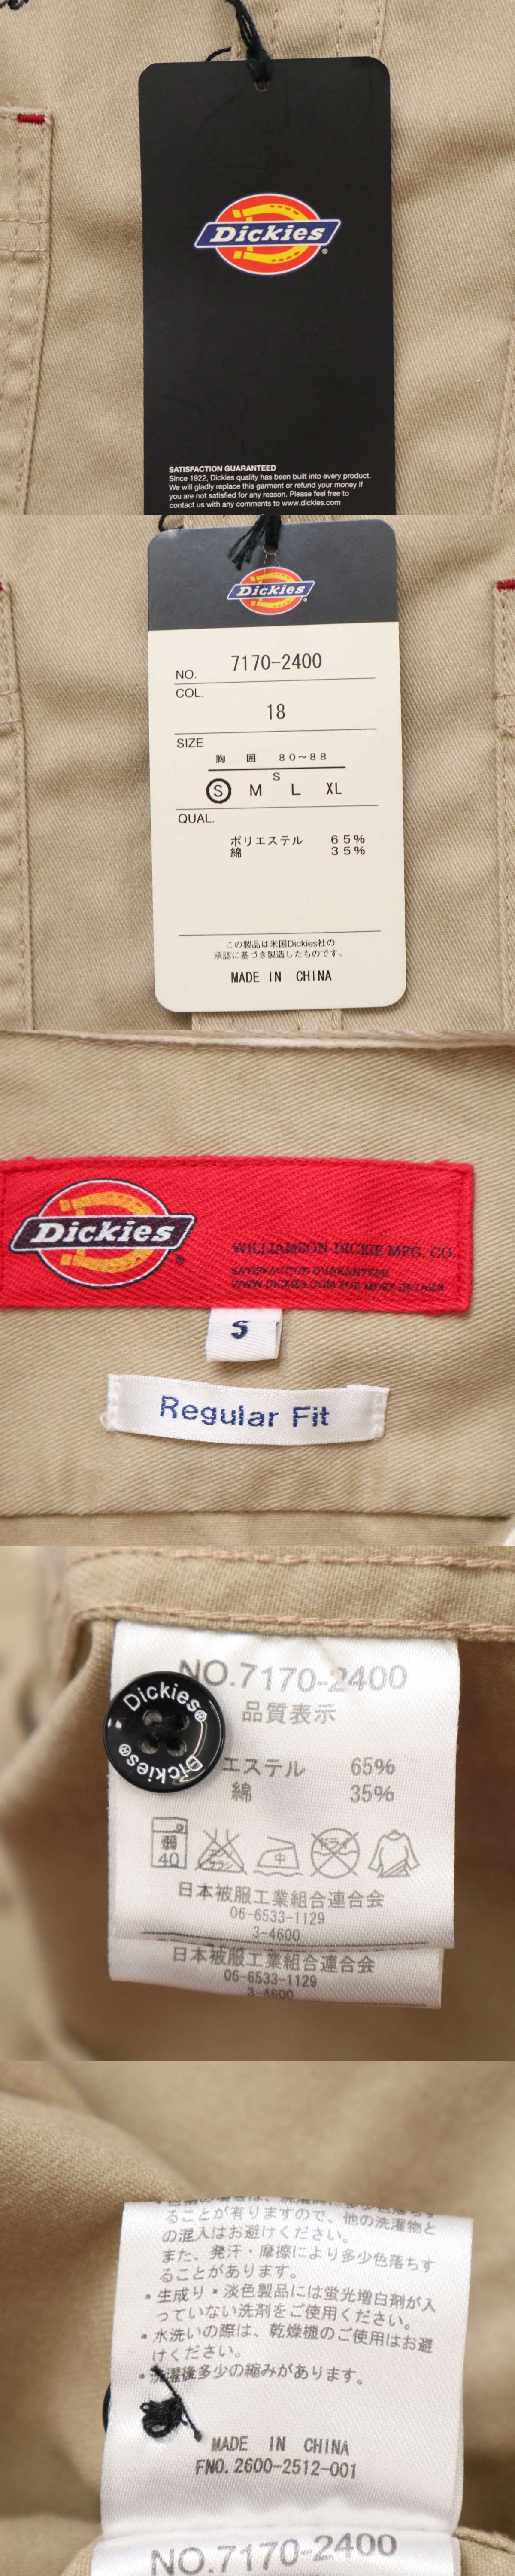 Dickies®
SATISFACTION GUARANTEED
Since 1922, Dickies quality has been built into every product.
We will gladly replace this garment or refund your money if
you are not satisfied for any reason. Please feel free to
contact us with any comments to www.dickies.com
Dickies
NO. 7170-2400
COL.
18
SIZE
胸 囲 80~88
S
S M L XL
QUAL.
ポリエステル 65%
綿 35%
この製品は米国Dickies社の
承認に基づき製造したものです。
MADE IN CHINA
Dickies®
WILLIAMSON-DICKIE MFG. CO.
SATISFACTION GUARANTEED
WWW.DICKIES.COM FOR MORE DETAILS
S
Regular Fit
NO.7170-2400
品質表示
Dickies®
Dickies®
エステル 65%
綿 35%
弱
40
中
ドライ
日本被服工業組合連合会
06-6533-1129
3-4600
日本被服工業組合連合会
06-6533-1129
3-4600
ることが有りますので、他の洗濯物と
の混入はお避けください。
また、発汗・摩擦により多少色落ちす
ることがあります。
・生成り・淡色製品には蛍光増白剤が入
っていない洗剤をご使用ください。
・水洗いの際は、乾燥機のご使用はお避
けください。
・洗濯後多少の縮みがあります。
MADE IN CHINA
FNO.2600-2512-001
NO.7170-2400